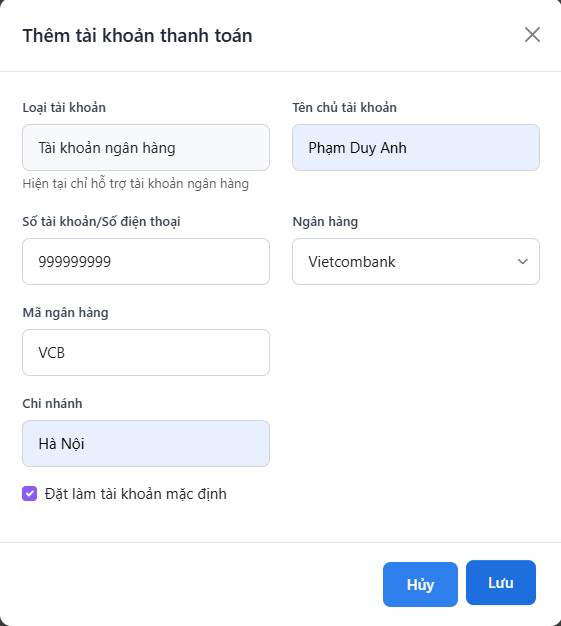 Thêm tài khoản thanh toán
Loại tài khoản
Tài khoản ngân hàng
Hiện tại chỉ hỗ trợ tài khoản ngân hàng
Tên chủ tài khoản
Phạm Duy Anh
Số tài khoản/Số điện thoại
999999999
Ngân hàng
Vietcombank
Mã ngân hàng
VCB
Chi nhánh
Hà Nội
Đặt làm tài khoản mặc định
Hủy
Lưu